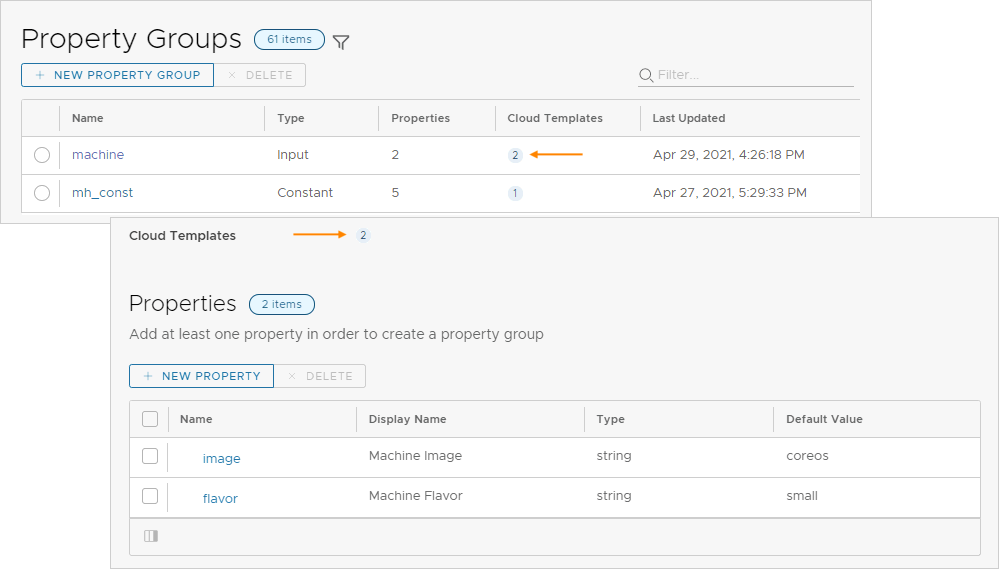 Property Groups 61 items
+ NEW PROPERTY GROUP × DELETE Filter...
Name Type Properties Cloud Templates Last Updated
machine Input 2 2 Apr 29, 2021, 4:26:18 PM
mh_const Constant 5 1 Apr 27, 2021, 5:29:33 PM
Cloud Templates 2
Properties 2 items
Add at least one property in order to create a property group
+ NEW PROPERTY × DELETE
Name Display Name Type Default Value
image Machine Image string coreos
flavor Machine Flavor string small